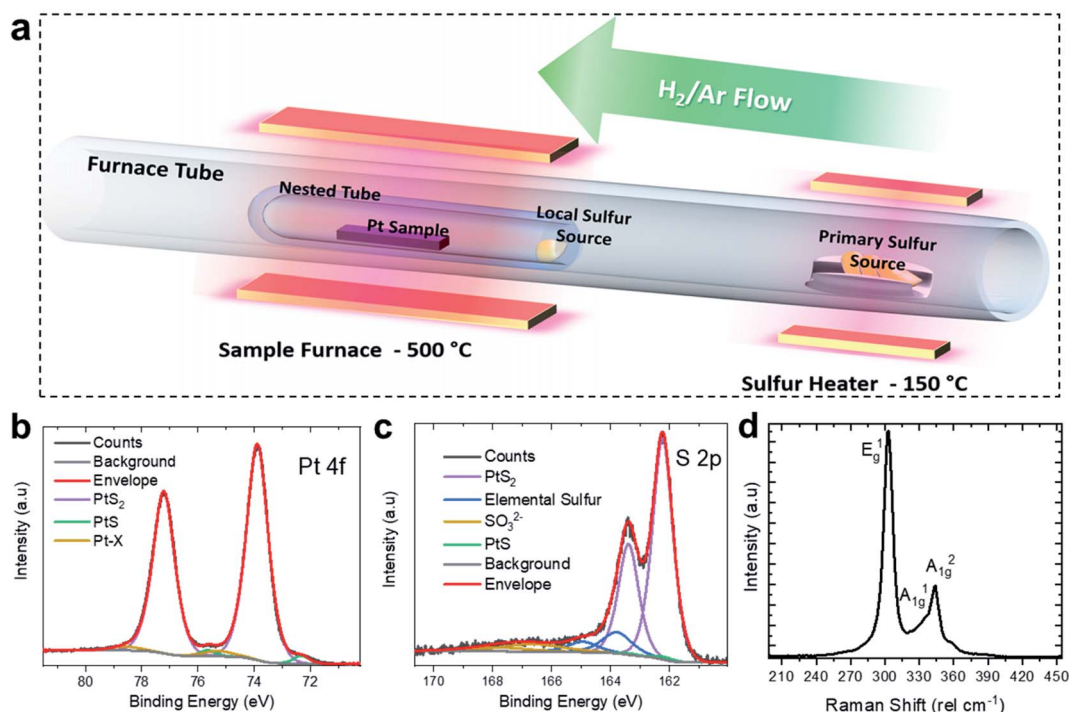 a
H₂/Ar Flow
Furnace Tube
Nested Tube
Pt Sample
Local Sulfur
Source
Primary Sulfur
Source
Sample Furnace - 500 °C
Sulfur Heater - 150 °C
b
Counts
Background
Envelope
PtS₂
PtS
Pt-X
Pt 4f
Intensity (a.u)
80 78 76 74 72
Binding Energy (eV)
c
Counts
PtS₂
Elemental Sulfur
SO₃²⁻
PtS
Background
Envelope
S 2p
Intensity (a.u)
170 168 166 164 162
Binding Energy (eV)
d
E_g¹
A_1g¹
A_1g²
Intensity (a.u)
210 240 270 300 330 360 390 420 450
Raman Shift (rel cm⁻¹)